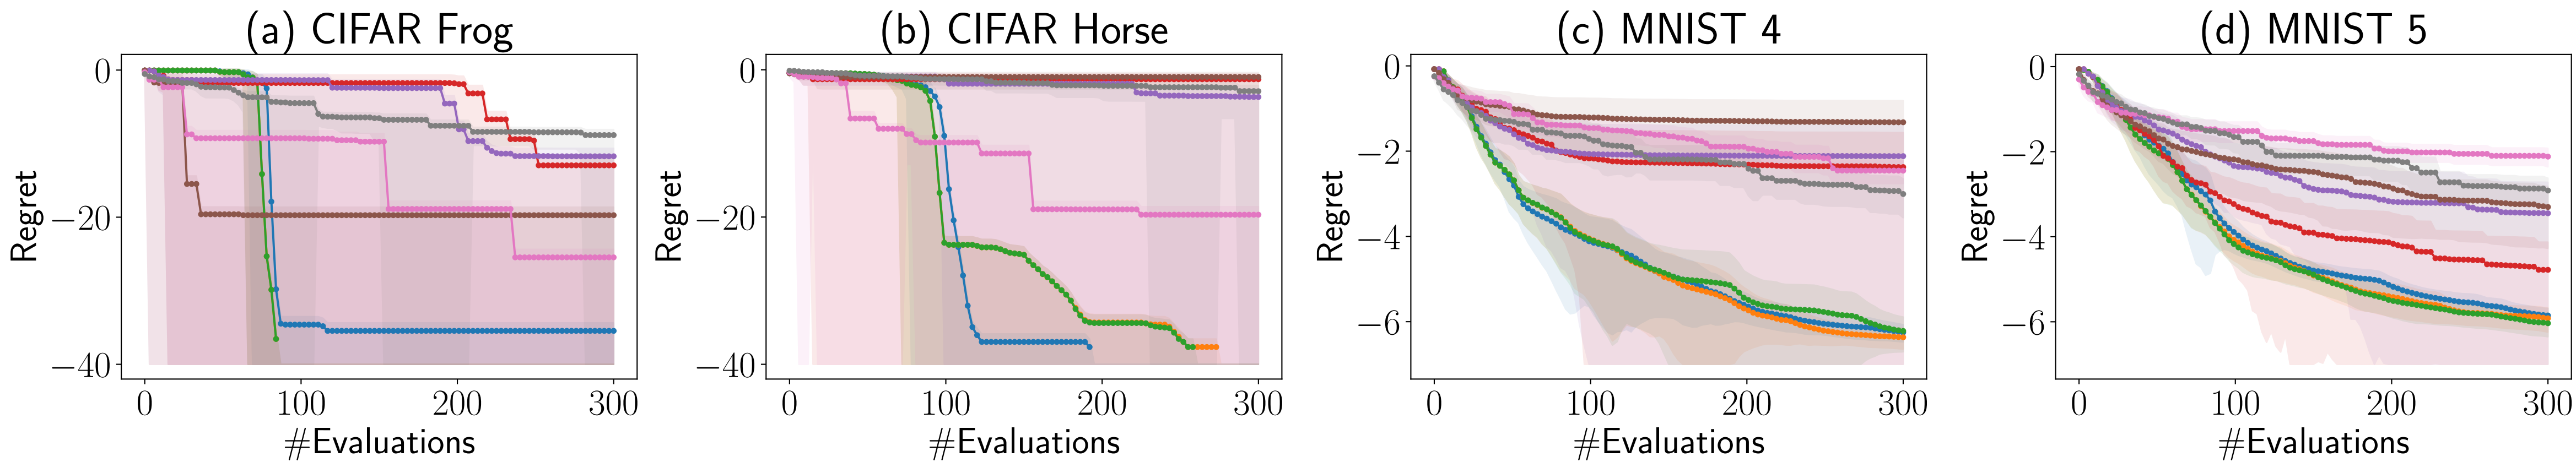 (a) CIFAR Frog
Regret
0
−20
−40
0 100 200 300
#Evaluations
(b) CIFAR Horse
Regret
0
−20
−40
0 100 200 300
#Evaluations
(c) MNIST 4
Regret
0
−2
−4
−6
0 100 200 300
#Evaluations
(d) MNIST 5
Regret
0
−2
−4
−6
0 100 200 300
#Evaluations